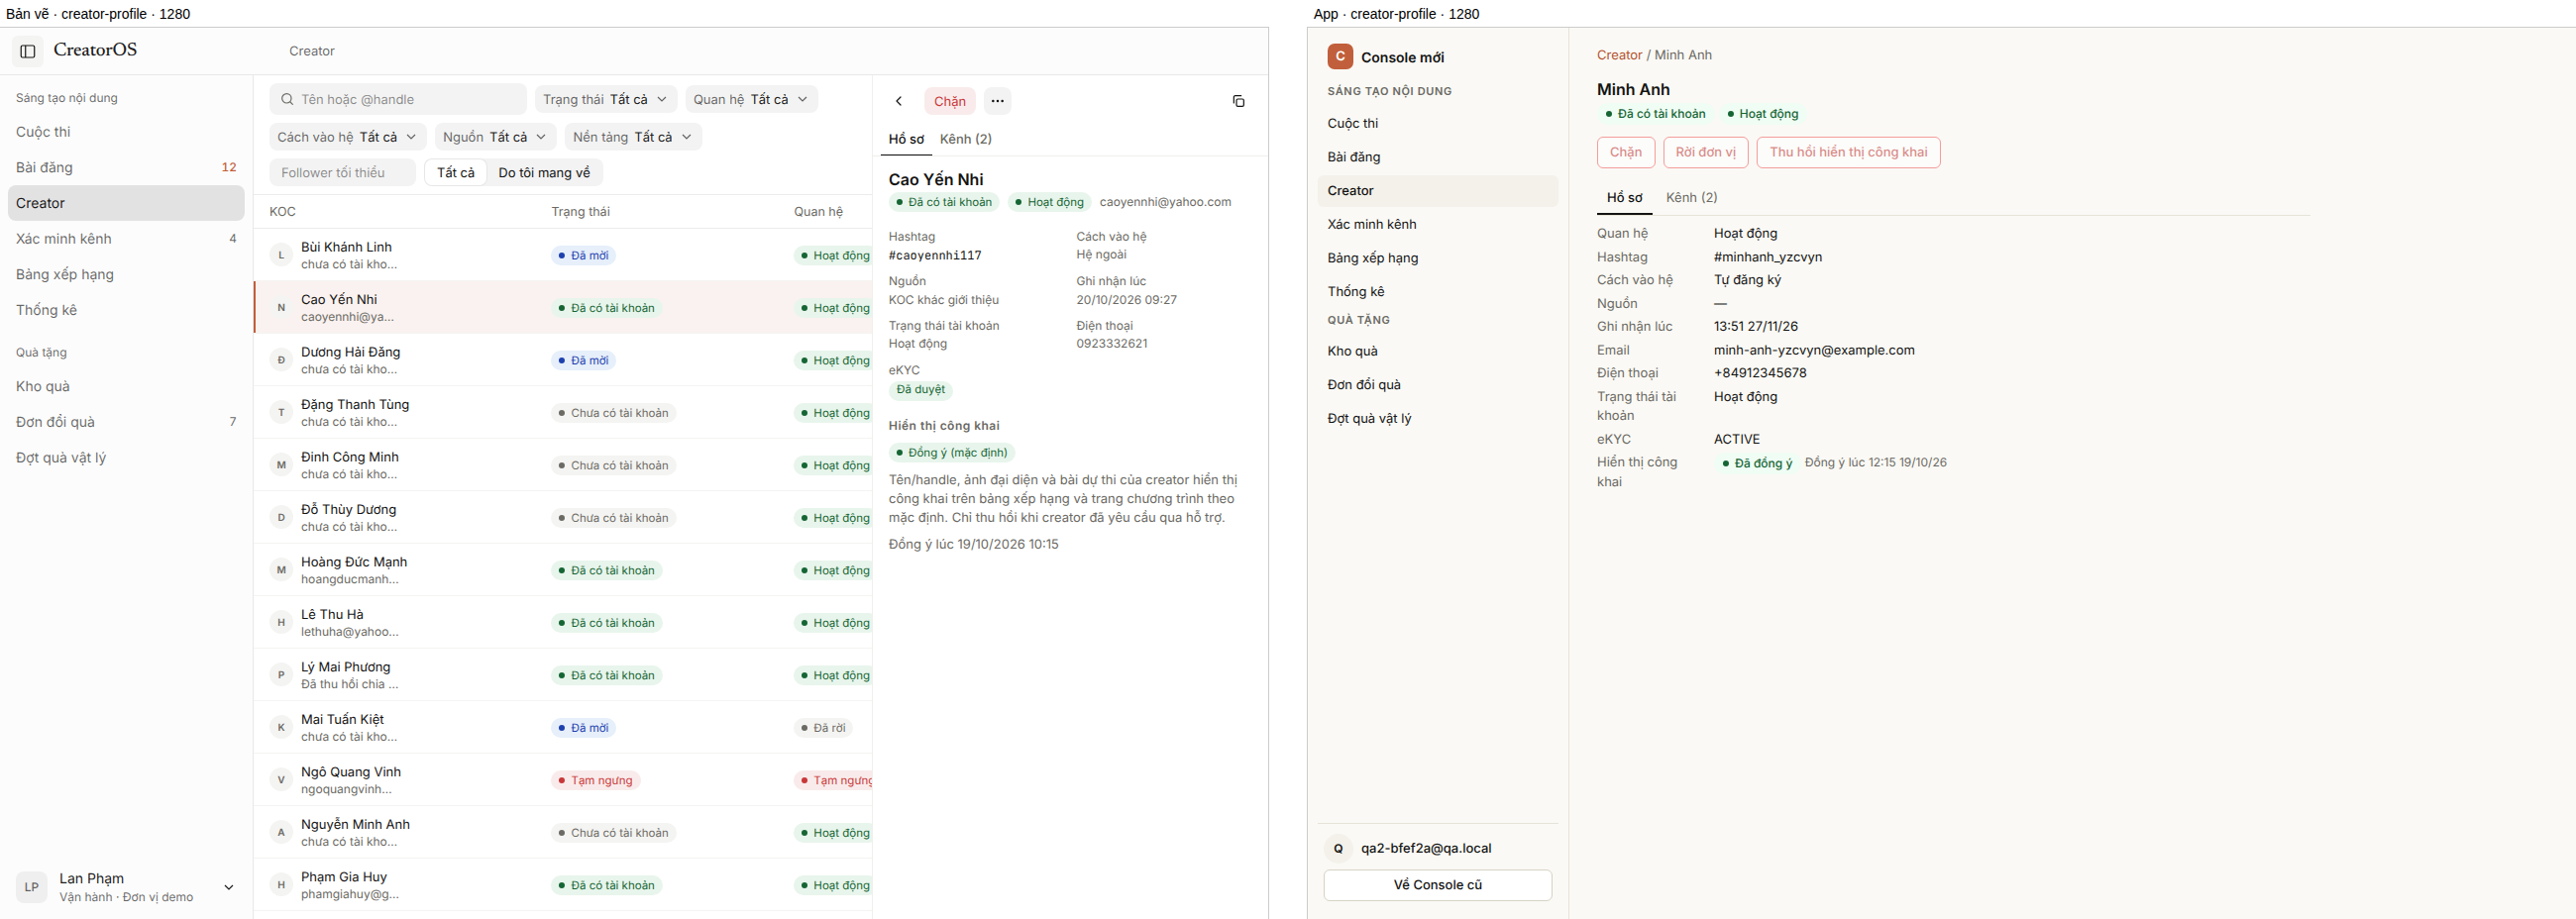 Bản vẽ · creator-profile · 1280
CreatorOS
Creator
Sáng tạo nội dung
Cuộc thi
Bài đăng 12
Creator
Xác minh kênh 4
Bảng xếp hạng
Thống kê
Quà tặng
Kho quà
Đơn đổi quà 7
Đợt quà vật lý
LP
Lan Phạm
Vận hành · Đơn vị demo
Tên hoặc @handle
Trạng thái Tất cả
Quan hệ Tất cả
Cách vào hệ Tất cả
Nguồn Tất cả
Nền tảng Tất cả
Follower tối thiểu
Tất cả
Do tôi mang về
KOC Trạng thái Quan hệ
L Bùi Khánh Linh Đã mời Hoạt động
chưa có tài kho...
N Cao Yến Nhi Đã có tài khoản Hoạt động
caoyennhi@ya...
Đ Dương Hải Đăng Đã mời Hoạt động
chưa có tài kho...
T Đặng Thanh Tùng Chưa có tài khoản Hoạt động
chưa có tài kho...
M Đinh Công Minh Chưa có tài khoản Hoạt động
chưa có tài kho...
D Đỗ Thùy Dương Chưa có tài khoản Hoạt động
chưa có tài kho...
M Hoàng Đức Mạnh Đã có tài khoản Hoạt động
hoangducmanh...
H Lê Thu Hà Đã có tài khoản Hoạt động
lethuha@yahoo...
P Lý Mai Phương Đã có tài khoản Hoạt động
Đã thu hồi chia ...
K Mai Tuấn Kiệt Đã mời Đã rời
chưa có tài kho...
V Ngô Quang Vinh Tạm ngưng Tạm ngưng
ngoquangvinh...
A Nguyễn Minh Anh Chưa có tài khoản Hoạt động
chưa có tài kho...
H Phạm Gia Huy Đã có tài khoản Hoạt động
phamgiahuy@g...
Chặn
Hồ sơ Kênh (2)
Cao Yến Nhi
Đã có tài khoản Hoạt động caoyennhi@yahoo.com
Hashtag Cách vào hệ
#caoyennhi117 Hệ ngoài
Nguồn Ghi nhận lúc
KOC khác giới thiệu 20/10/2026 09:27
Trạng thái tài khoản Điện thoại
Hoạt động 0923332621
eKYC
Đã duyệt
Hiển thị công khai
Đồng ý (mặc định)
Tên/handle, ảnh đại diện và bài dự thi của creator hiển thị
công khai trên bảng xếp hạng và trang chương trình theo
mặc định. Chỉ thu hồi khi creator đã yêu cầu qua hỗ trợ.
Đồng ý lúc 19/10/2026 10:15
App · creator-profile · 1280
C Console mới
SÁNG TẠO NỘI DUNG
Cuộc thi
Bài đăng
Creator
Xác minh kênh
Bảng xếp hạng
Thống kê
QUÀ TẶNG
Kho quà
Đơn đổi quà
Đợt quà vật lý
Q qa2-bfef2a@qa.local
Về Console cũ
Creator / Minh Anh
Minh Anh
Đã có tài khoản Hoạt động
Chặn Rời đơn vị Thu hồi hiển thị công khai
Hồ sơ Kênh (2)
Quan hệ Hoạt động
Hashtag #minhanh_yzcvyn
Cách vào hệ Tự đăng ký
Nguồn —
Ghi nhận lúc 13:51 27/11/26
Email minh-anh-yzcvyn@example.com
Điện thoại +84912345678
Trạng thái tài Hoạt động
khoản
eKYC ACTIVE
Hiển thị công Đã đồng ý Đồng ý lúc 12:15 19/10/26
khai